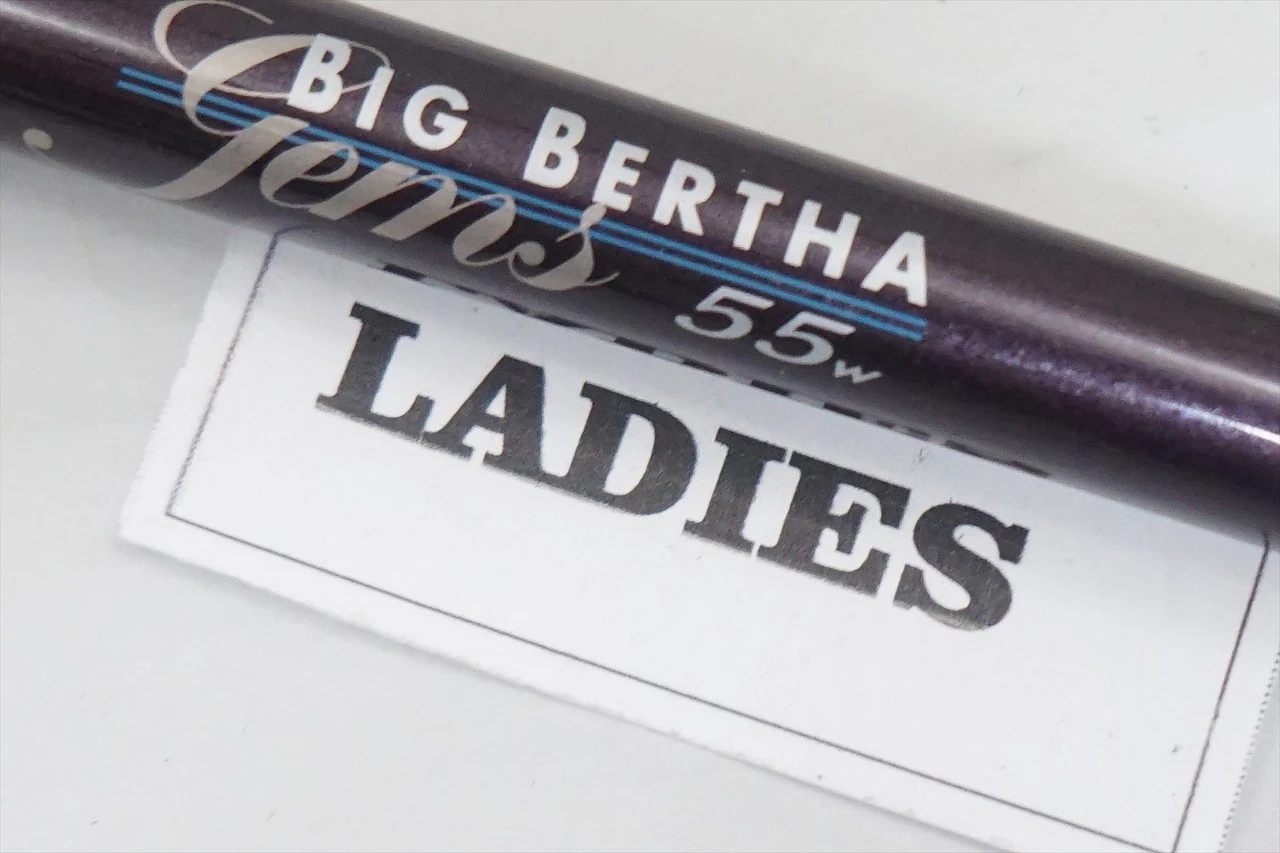 BIG BERTHA
Gems
55w
LADIES